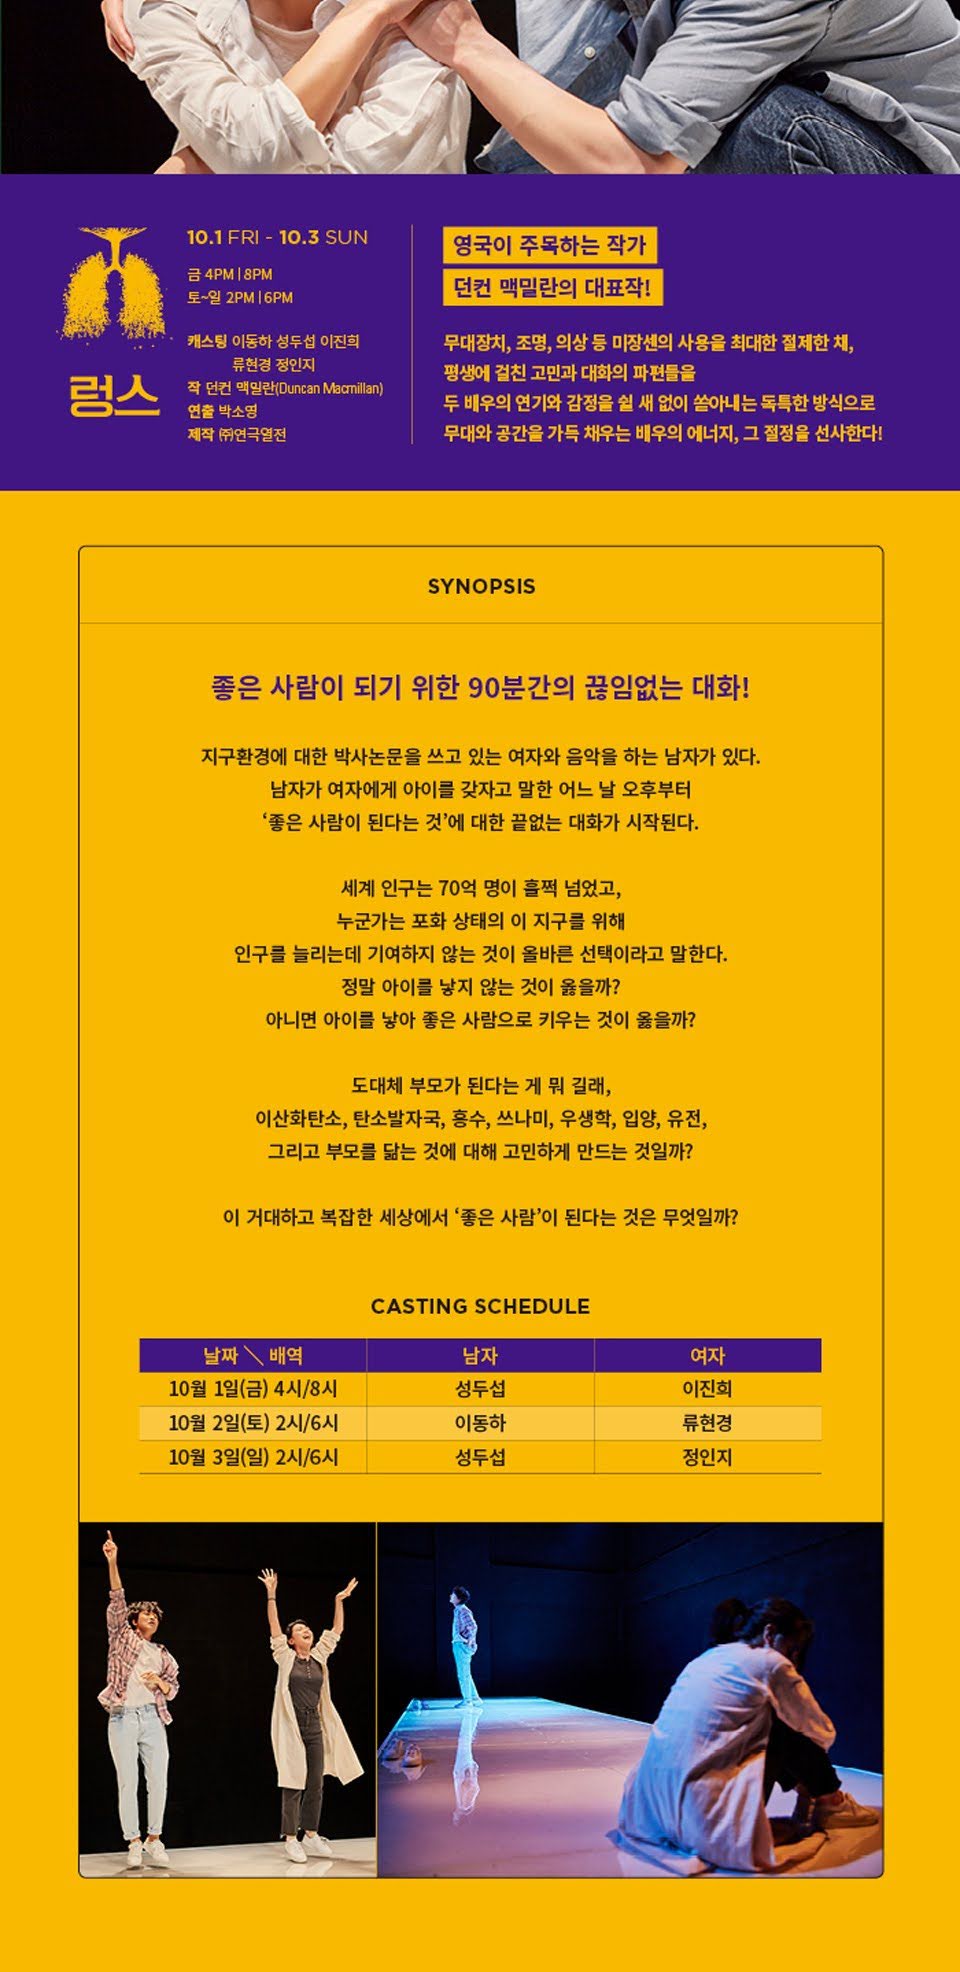 10.1 FRI - 10.3 SUN
금 4PM | 8PM
토~일 2PM | 6PM
캐스팅 이동하 성두섭 이진희
류현경 정인지
작 던컨 맥밀란(Duncan Macmillan)
연출 박소영
제작 ㈜연극열전
렁스
영국이 주목하는 작가
던컨 맥밀란의 대표작!
무대장치, 조명, 의상 등 미장센의 사용을 최대한 절제한 채,
평생에 걸친 고민과 대화의 파편들을
두 배우의 연기와 감정을 쉴 새 없이 쏟아내는 독특한 방식으로
무대와 공간을 가득 채우는 배우의 에너지, 그 절정을 선사한다!
SYNOPSIS
좋은 사람이 되기 위한 90분간의 끊임없는 대화!
지구환경에 대한 박사논문을 쓰고 있는 여자와 음악을 하는 남자가 있다.
남자가 여자에게 아이를 갖자고 말한 어느 날 오후부터
‘좋은 사람이 된다는 것’에 대한 끝없는 대화가 시작된다.
세계 인구는 70억 명이 훌쩍 넘었고,
누군가는 포화 상태의 이 지구를 위해
인구를 늘리는데 기여하지 않는 것이 올바른 선택이라고 말한다.
정말 아이를 낳지 않는 것이 옳을까?
아니면 아이를 낳아 좋은 사람으로 키우는 것이 옳을까?
도대체 부모가 된다는 게 뭐 길래,
이산화탄소, 탄소발자국, 홍수, 쓰나미, 우생학, 입양, 유전,
그리고 부모를 닮는 것에 대해 고민하게 만드는 것일까?
이 거대하고 복잡한 세상에서 ‘좋은 사람’이 된다는 것은 무엇일까?
CASTING SCHEDULE
날짜 ＼ 배역 남자 여자
10월 1일(금) 4시/8시 성두섭 이진희
10월 2일(토) 2시/6시 이동하 류현경
10월 3일(일) 2시/6시 성두섭 정인지